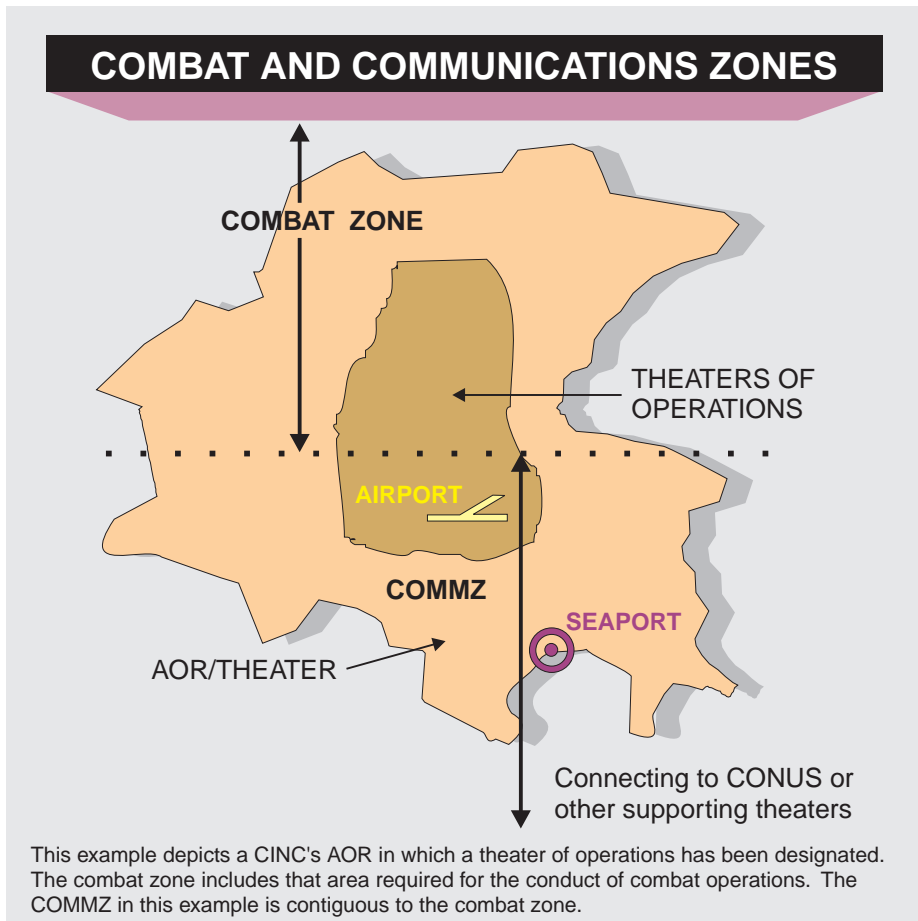 COMBAT AND COMMUNICATIONS ZONES
COMBAT ZONE
THEATERS OF
OPERATIONS
AIRPORT
COMMZ
SEAPORT
AOR/THEATER
Connecting to CONUS or
other supporting theaters
This example depicts a CINC's AOR in which a theater of operations has been designated.
The combat zone includes that area required for the conduct of combat operations. The
COMMZ in this example is contiguous to the combat zone.